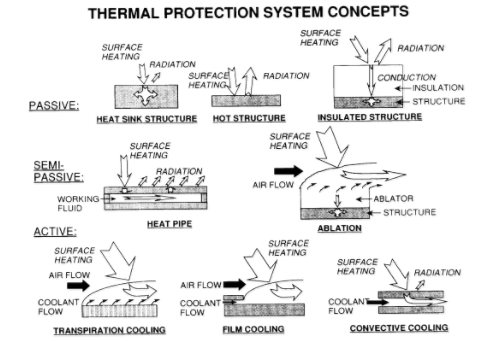 THERMAL PROTECTION SYSTEM CONCEPTS
PASSIVE:
SURFACE
HEATING
RADIATION
HEAT SINK STRUCTURE
SURFACE
HEATING
RADIATION
HOT STRUCTURE
SURFACE
HEATING
RADIATION
CONDUCTION
INSULATION
STRUCTURE
INSULATED STRUCTURE
SEMI-
PASSIVE:
SURFACE
HEATING
RADIATION
WORKING
FLUID
HEAT PIPE
SURFACE
HEATING
AIR FLOW
ABLATOR
STRUCTURE
ABLATION
ACTIVE:
SURFACE
HEATING
AIR FLOW
COOLANT
FLOW
TRANSPIRATION COOLING
SURFACE
HEATING
AIR FLOW
COOLANT
FLOW
FILM COOLING
SURFACE
HEATING
RADIATION
COOLANT
FLOW
CONVECTIVE COOLING